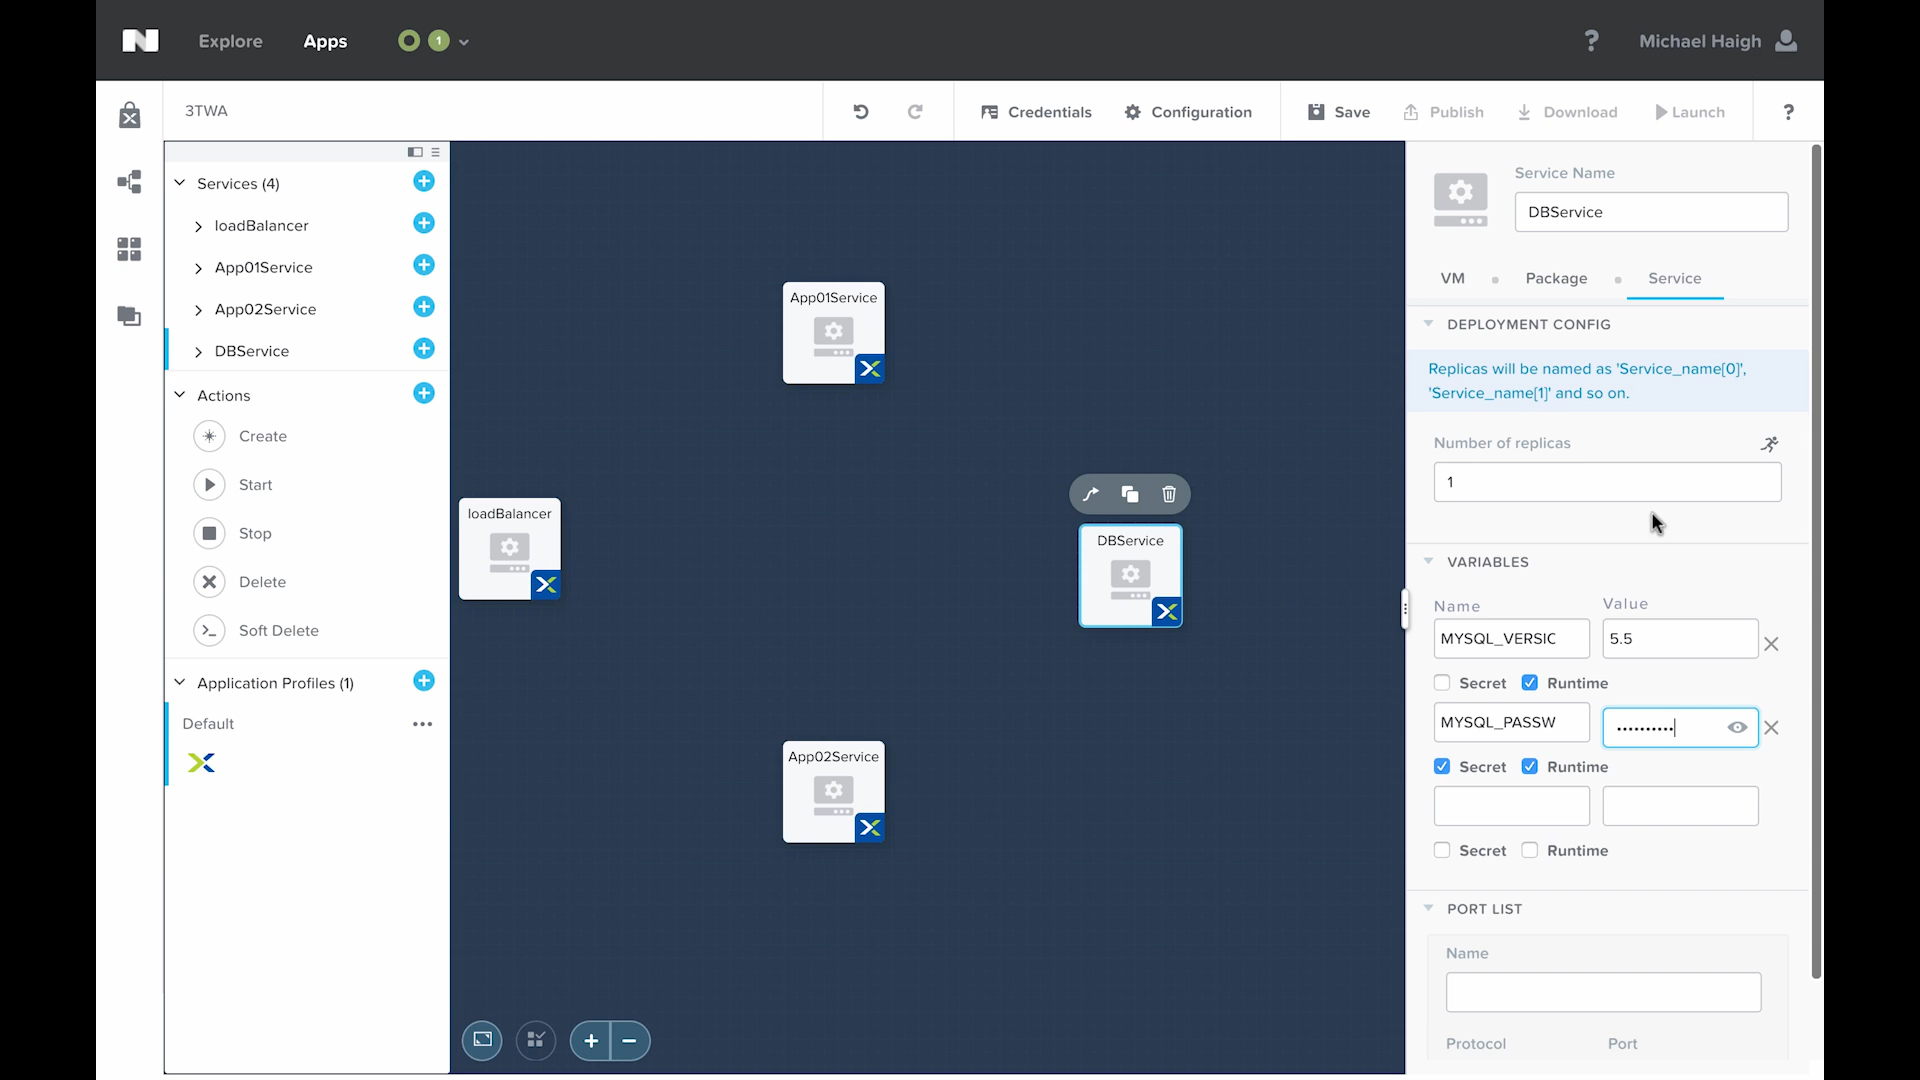 Explore
Apps
1
?
Michael Haigh
3TWA
Credentials
Configuration
Save
Publish
Download
Launch
?
Services (4)
loadBalancer
App01Service
App02Service
DBService
Actions
Create
Start
Stop
Delete
Soft Delete
Application Profiles (1)
Default
App01Service
loadBalancer
DBService
App02Service
Service Name
DBService
VM
Package
Service
DEPLOYMENT CONFIG
Replicas will be named as 'Service_name[0]',
'Service_name[1]' and so on.
Number of replicas
1
VARIABLES
Name
Value
MYSQL_VERSIC
5.5
Secret
Runtime
MYSQL_PASSW
••••••••••
Secret
Runtime
Secret
Runtime
PORT LIST
Name
Protocol
Port